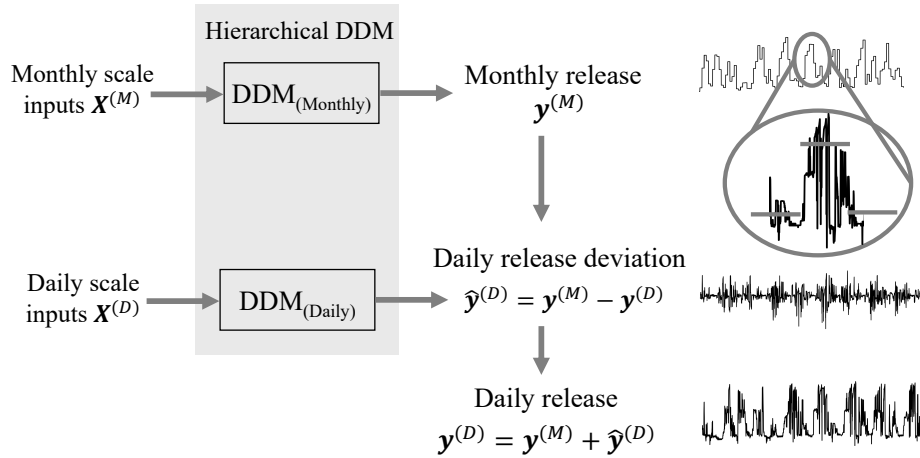 Hierarchical DDM
Monthly scale
inputs X^(M)
DDM_(Monthly)
Monthly release
y^(M)
Daily scale
inputs X^(D)
DDM_(Daily)
Daily release deviation
ŷ^(D) = y^(M) − y^(D)
Daily release
y^(D) = y^(M) + ŷ^(D)